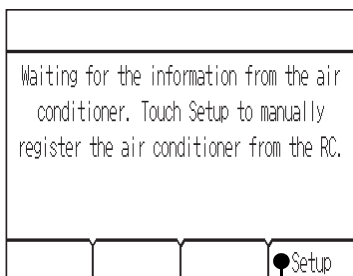 Waiting for the information from the air
conditioner. Touch Setup to manually
register the air conditioner from the RC.
Setup